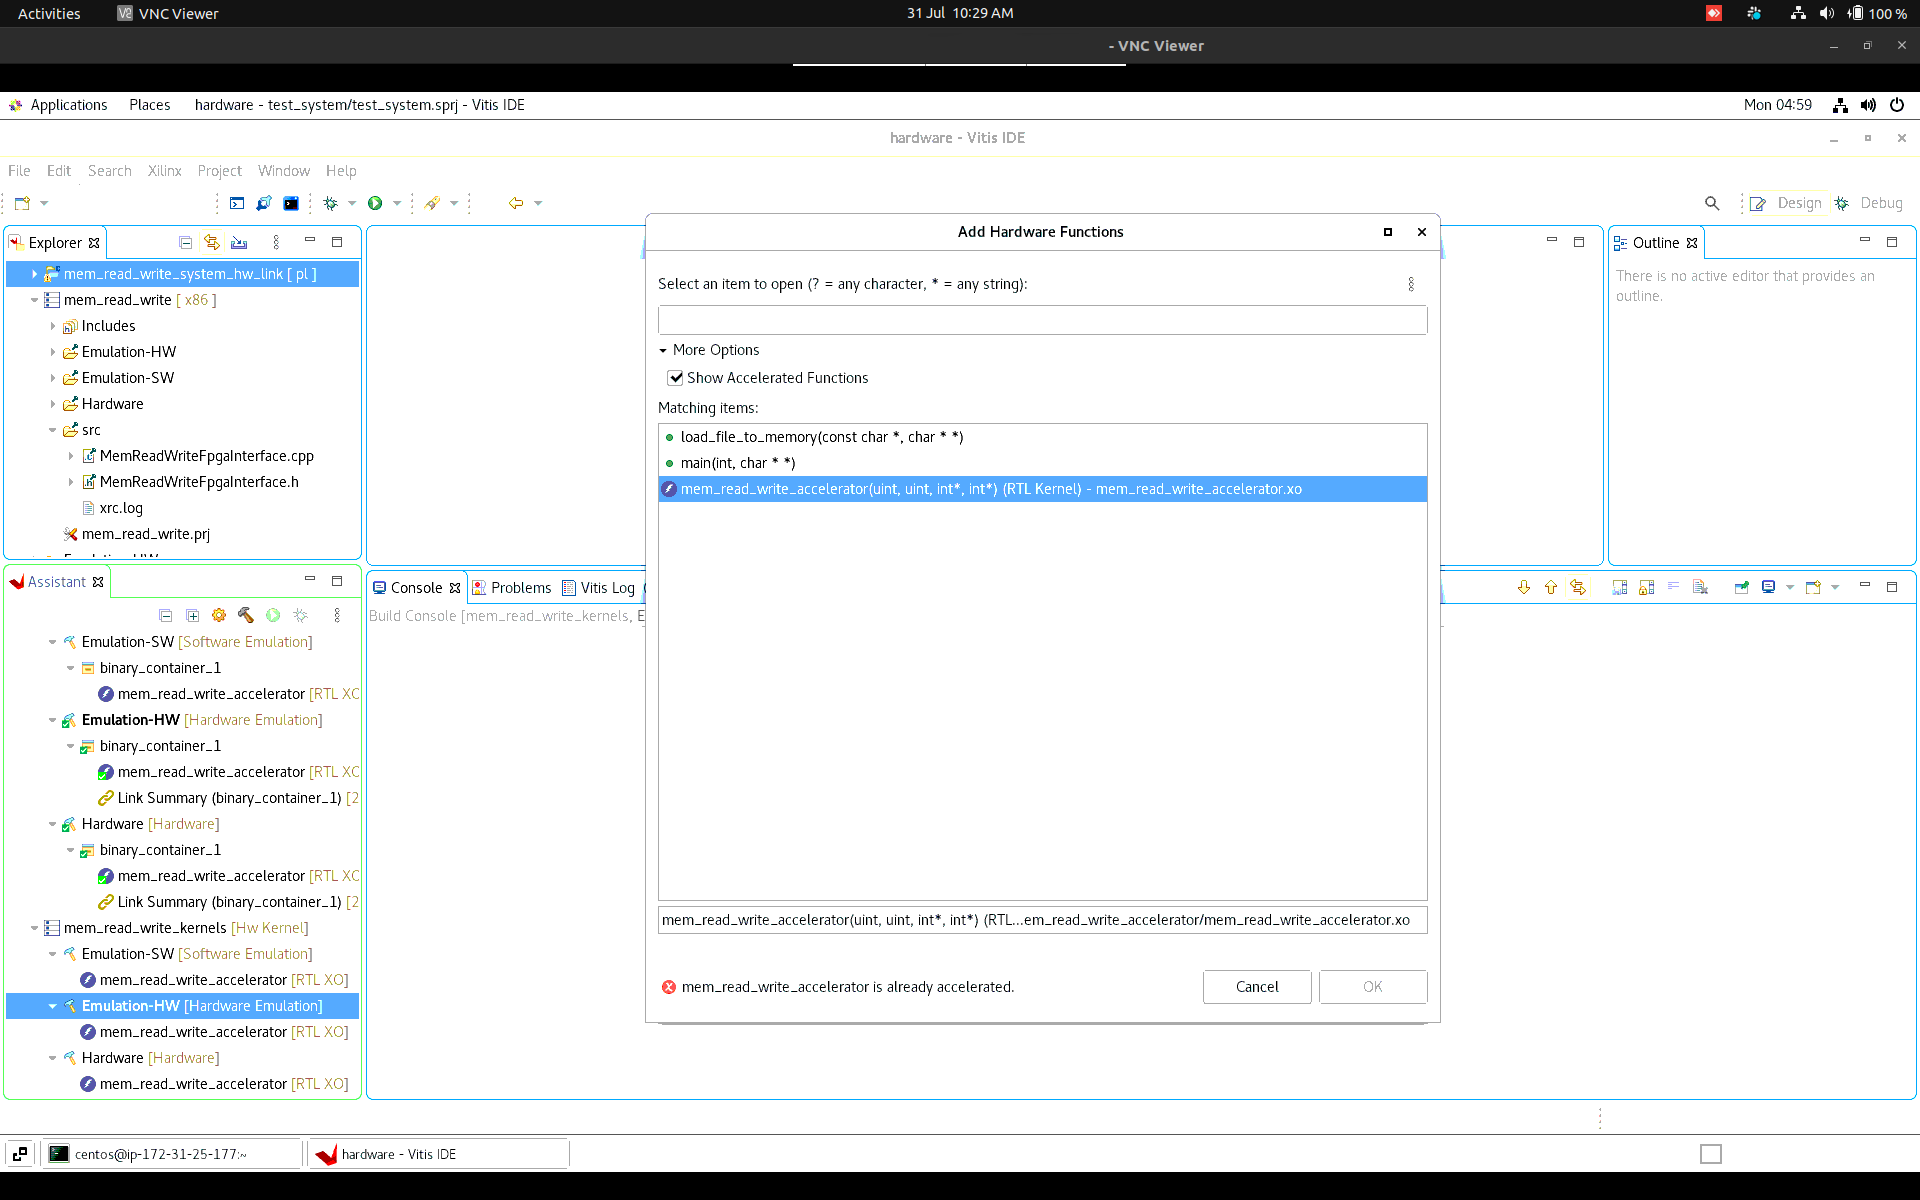 Activities VNC Viewer 31 Jul 10:29 AM 100 %
- VNC Viewer
Applications Places hardware - test_system/test_system.sprj - Vitis IDE Mon 04:59
hardware - Vitis IDE
File Edit Search Xilinx Project Window Help
Design Debug
Explorer
mem_read_write_system_hw_link [ pl ]
mem_read_write [ x86 ]
Includes
Emulation-HW
Emulation-SW
Hardware
src
MemReadWriteFpgaInterface.cpp
MemReadWriteFpgaInterface.h
xrc.log
mem_read_write.prj
Add Hardware Functions
Select an item to open (? = any character, * = any string):
More Options
Show Accelerated Functions
Matching items:
load_file_to_memory(const char *, char * *)
main(int, char * *)
mem_read_write_accelerator(uint, uint, int*, int*) (RTL Kernel) - mem_read_write_accelerator.xo
mem_read_write_accelerator(uint, uint, int*, int*) (RTL...em_read_write_accelerator/mem_read_write_accelerator.xo
mem_read_write_accelerator is already accelerated.
Cancel OK
Outline
There is no active editor that provides an
outline.
Assistant
Emulation-SW [Software Emulation]
binary_container_1
mem_read_write_accelerator [RTL XO
Emulation-HW [Hardware Emulation]
binary_container_1
mem_read_write_accelerator [RTL XO
Link Summary (binary_container_1) [2
Hardware [Hardware]
binary_container_1
mem_read_write_accelerator [RTL XO
Link Summary (binary_container_1) [2
mem_read_write_kernels [Hw Kernel]
Emulation-SW [Software Emulation]
mem_read_write_accelerator [RTL XO]
Emulation-HW [Hardware Emulation]
mem_read_write_accelerator [RTL XO]
Hardware [Hardware]
mem_read_write_accelerator [RTL XO]
Console Problems Vitis Log
Build Console [mem_read_write_kernels, E
centos@ip-172-31-25-177:~ hardware - Vitis IDE